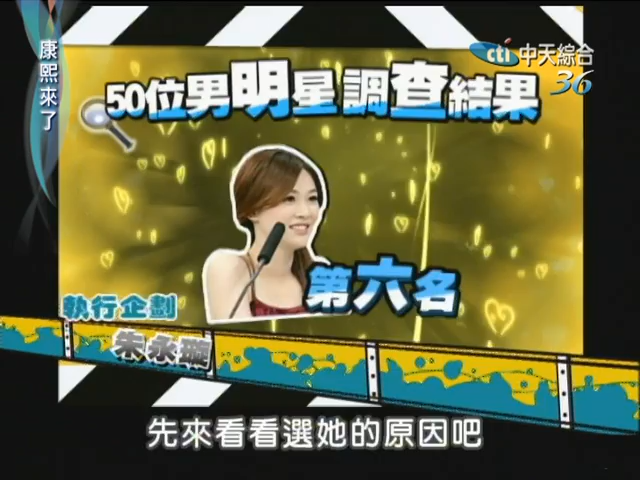 康熙來了
cti 中天綜合
36
50位男明星調查結果
第六名
執行企劃
朱永璇
先來看看選她的原因吧